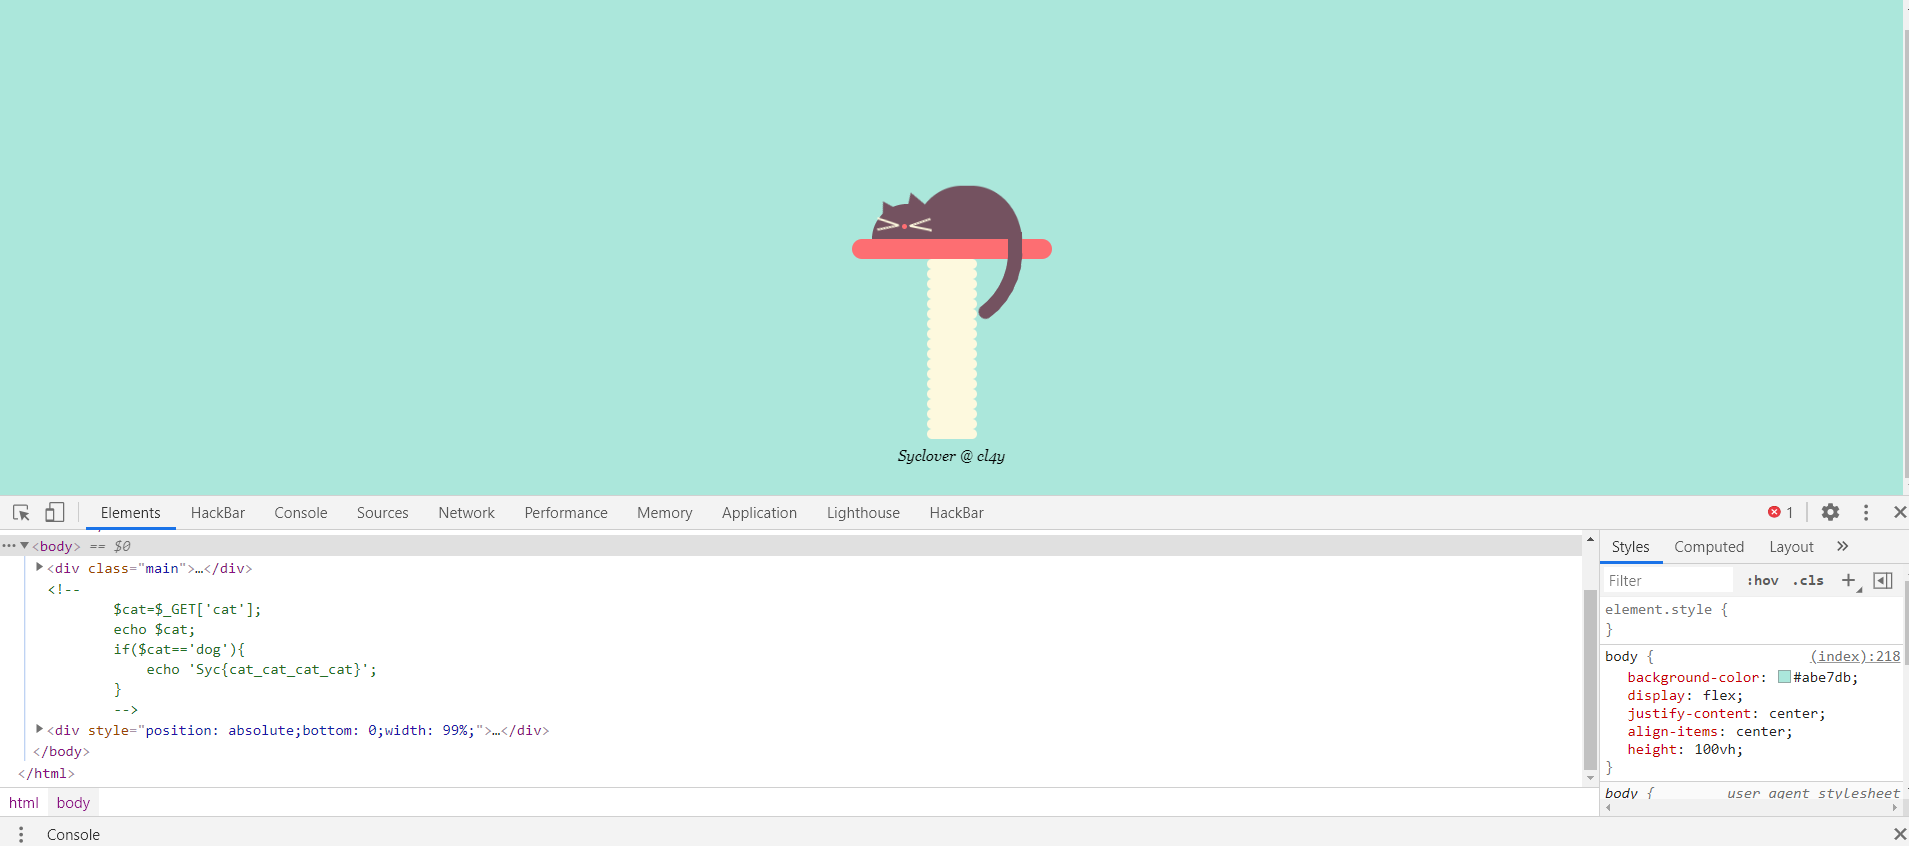 Syclover @ cl4y
Elements HackBar Console Sources Network Performance Memory Application Lighthouse HackBar 1
<body> == $0
<div class="main">…</div>
<!--
$cat=$_GET['cat'];
echo $cat;
if($cat=='dog'){
echo 'Syc{cat_cat_cat_cat}';
}
-->
<div style="position: absolute;bottom: 0;width: 99%;">…</div>
</body>
</html>
html body
Console
Styles Computed Layout
Filter :hov .cls
element.style {
}
body { (index):218
background-color: #abe7db;
display: flex;
justify-content: center;
align-items: center;
height: 100vh;
}
body { user agent stylesheet